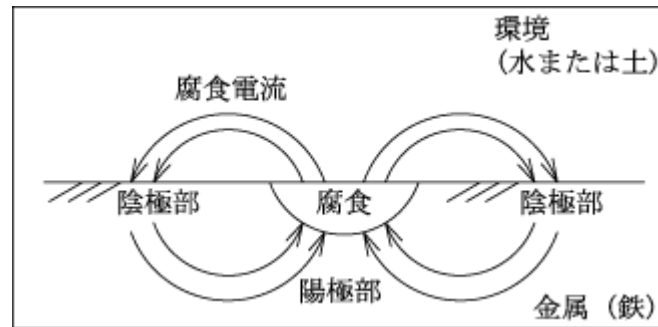 環境
(水または土)
腐食電流
陰極部
腐食
陰極部
陽極部
金属（鉄）